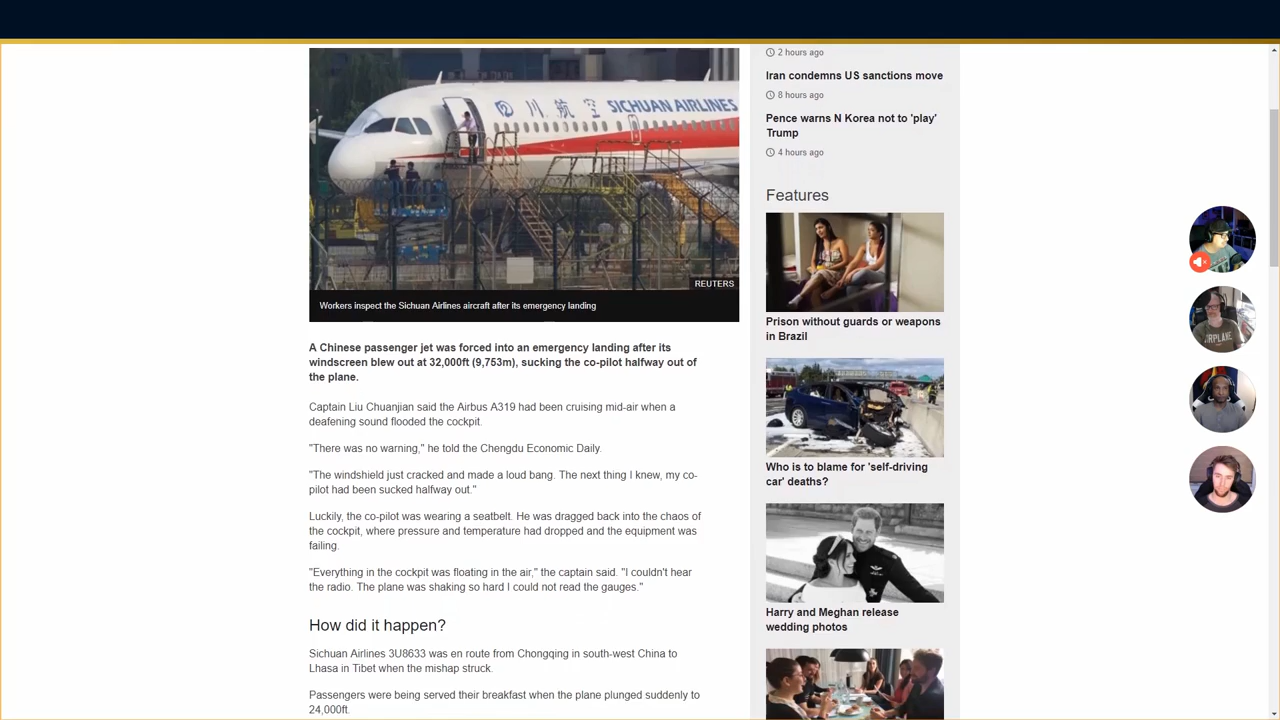 四川航空 SICHUAN AIRLINES
REUTERS
Workers inspect the Sichuan Airlines aircraft after its emergency landing
A Chinese passenger jet was forced into an emergency landing after its
windscreen blew out at 32,000ft (9,753m), sucking the co-pilot halfway out of
the plane.
Captain Liu Chuanjian said the Airbus A319 had been cruising mid-air when a
deafening sound flooded the cockpit.
"There was no warning," he told the Chengdu Economic Daily.
"The windshield just cracked and made a loud bang. The next thing I knew, my co-
pilot had been sucked halfway out."
Luckily, the co-pilot was wearing a seatbelt. He was dragged back into the chaos of
the cockpit, where pressure and temperature had dropped and the equipment was
failing.
"Everything in the cockpit was floating in the air," the captain said. "I couldn't hear
the radio. The plane was shaking so hard I could not read the gauges."
How did it happen?
Sichuan Airlines 3U8633 was en route from Chongqing in south-west China to
Lhasa in Tibet when the mishap struck.
Passengers were being served their breakfast when the plane plunged suddenly to
24,000ft.
2 hours ago
Iran condemns US sanctions move
8 hours ago
Pence warns N Korea not to 'play'
Trump
4 hours ago
Features
Prison without guards or weapons
in Brazil
Who is to blame for 'self-driving
car' deaths?
Harry and Meghan release
wedding photos